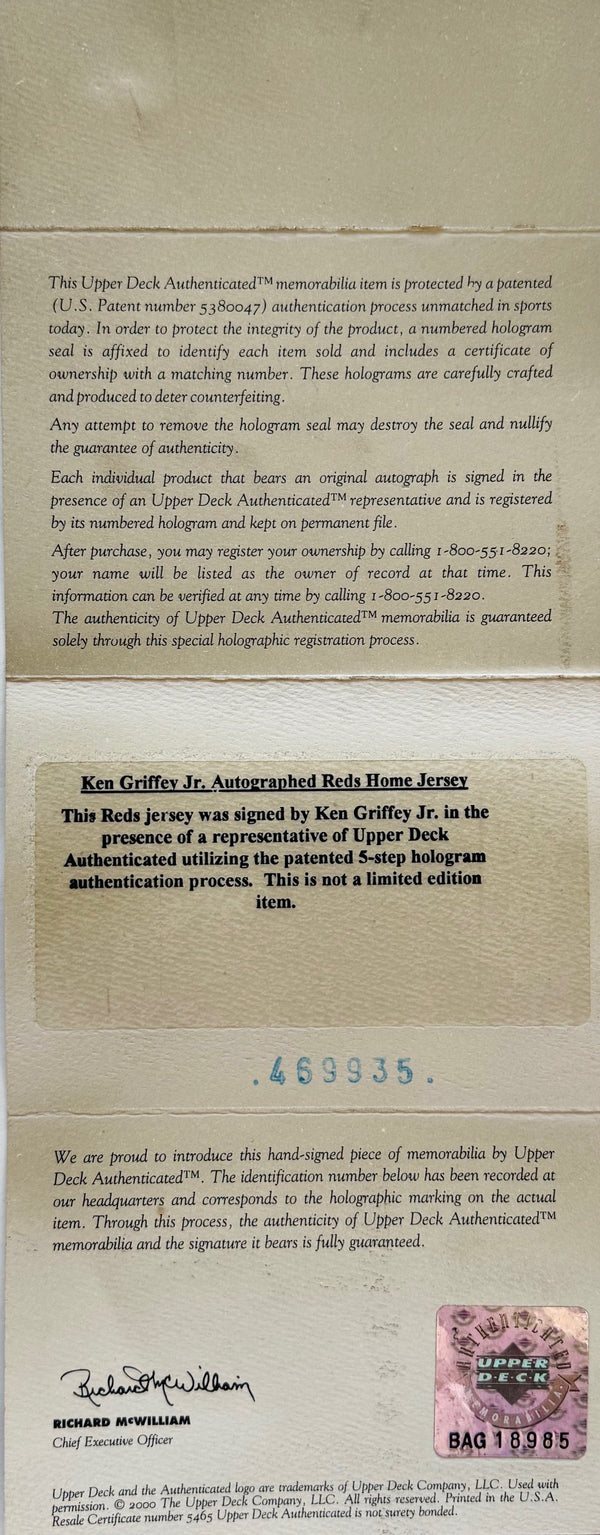 This Upper Deck Authenticated™ memorabilia item is protected by a patented
(U.S. Patent number 5380047) authentication process unmatched in sports
today. In order to protect the integrity of the product, a numbered hologram
seal is affixed to identify each item sold and includes a certificate of
ownership with a matching number. These holograms are carefully crafted
and produced to deter counterfeiting.
Any attempt to remove the hologram seal may destroy the seal and nullify
the guarantee of authenticity.
Each individual product that bears an original autograph is signed in the
presence of an Upper Deck Authenticated™ representative and is registered
by its numbered hologram and kept on permanent file.
After purchase, you may register your ownership by calling 1-800-551-8220;
your name will be listed as the owner of record at that time. This
information can be verified at any time by calling 1-800-551-8220.
The authenticity of Upper Deck Authenticated™ memorabilia is guaranteed
solely through this special holographic registration process.
Ken Griffey Jr. Autographed Reds Home Jersey
This Reds jersey was signed by Ken Griffey Jr. in the
presence of a representative of Upper Deck
Authenticated utilizing the patented 5-step hologram
authentication process. This is not a limited edition
item.
.469935.
We are proud to introduce this hand-signed piece of memorabilia by Upper
Deck Authenticated™. The identification number below has been recorded at
our headquarters and corresponds to the holographic marking on the actual
item. Through this process, the authenticity of Upper Deck Authenticated™
memorabilia and the signature it bears is fully guaranteed.
Richard McWilliam
RICHARD McWILLIAM
Chief Executive Officer
AUTHENTICATED
UPPER
D·E·C·K
MEMORABILIA
BAG 18985
Upper Deck and the Authenticated logo are trademarks of Upper Deck Company, LLC. Used with
permission. © 2000 The Upper Deck Company, LLC. All rights reserved. Printed in the U.S.A.
Resale Certificate number 5465 Upper Deck Authenticated is not surety bonded.